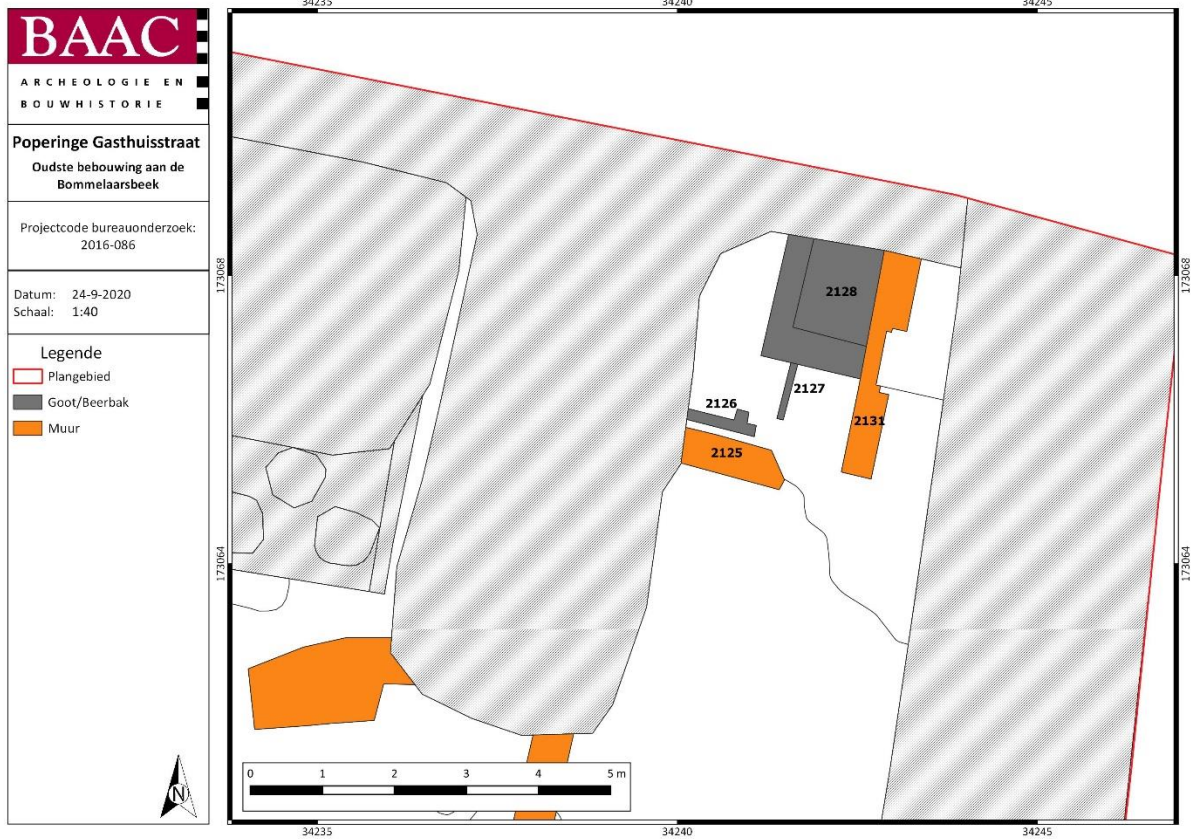 BAAC
ARCHEOLOGIE EN
BOUWHISTORIE
Poperinge Gasthuisstraat
Oudste bebouwing aan de
Bommelaarsbeek
Projectcode bureauonderzoek:
2016-086
Datum: 24-9-2020
Schaal: 1:40
Legende
Plangebied
Goot/Beerbak
Muur
N
34235 34240 34245
173068 173068
2128
2127
2126
2131
2125
173064 173064
0 1 2 3 4 5 m
34235 34240 34245